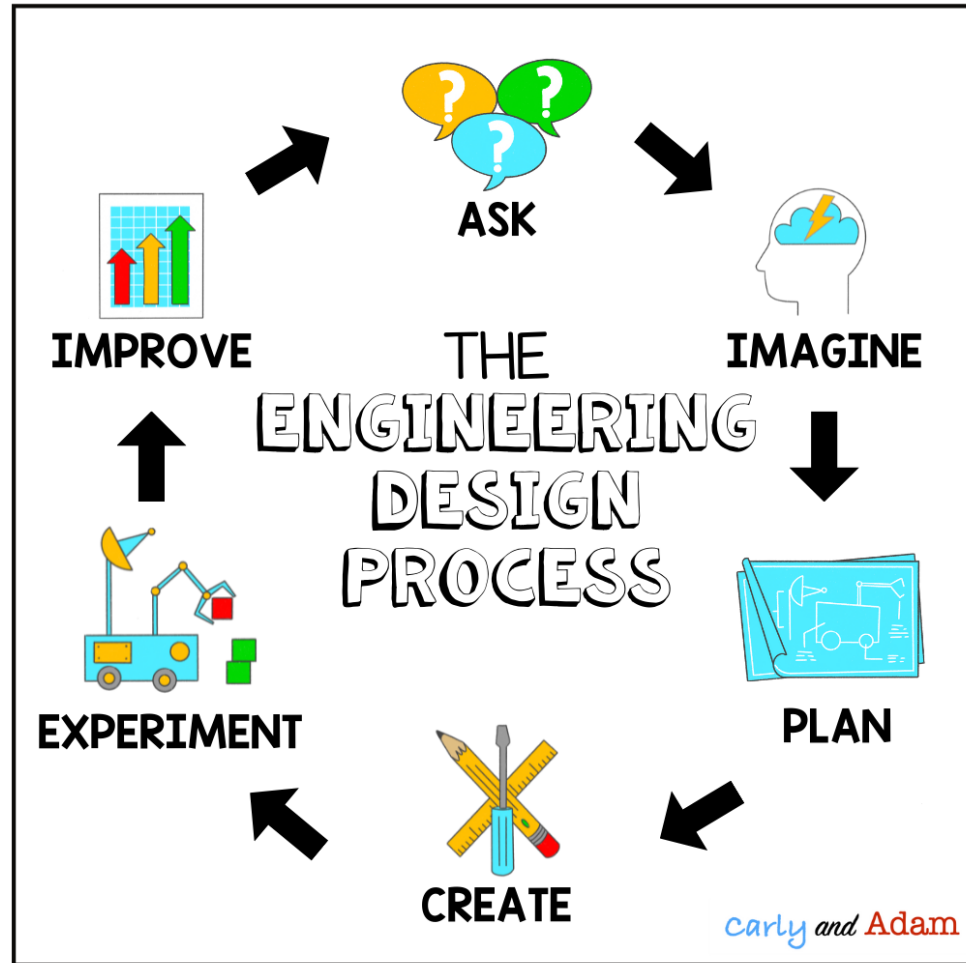 ? ? ?
ASK
IMAGINE
PLAN
CREATE
EXPERIMENT
IMPROVE
THE
ENGINEERING
DESIGN
PROCESS
Carly and Adam